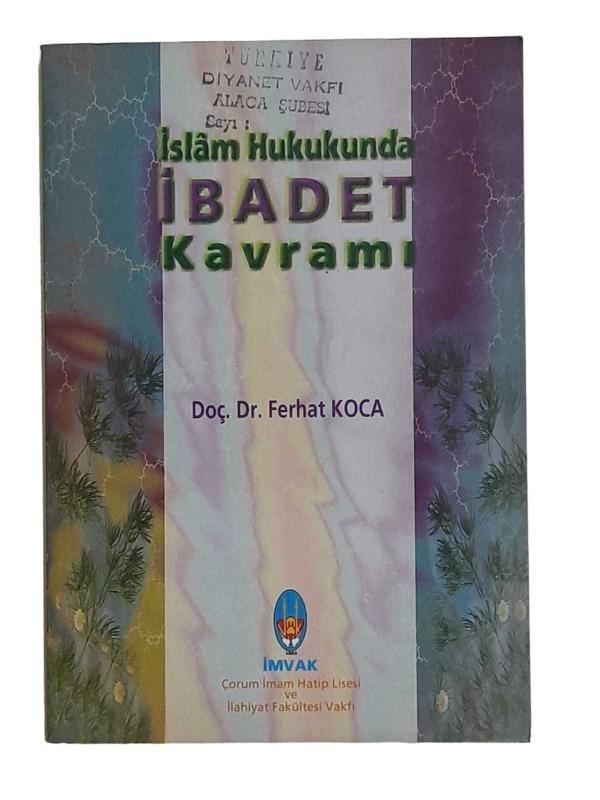 TÜRKİYE
DİYANET VAKFI
ALACA ŞUBESİ
Sayı :
İslâm Hukukunda
İBADET
Kavramı
Doç. Dr. Ferhat KOCA
İMVAK
Çorum İmam Hatip Lisesi
ve
İlahiyat Fakültesi Vakfı